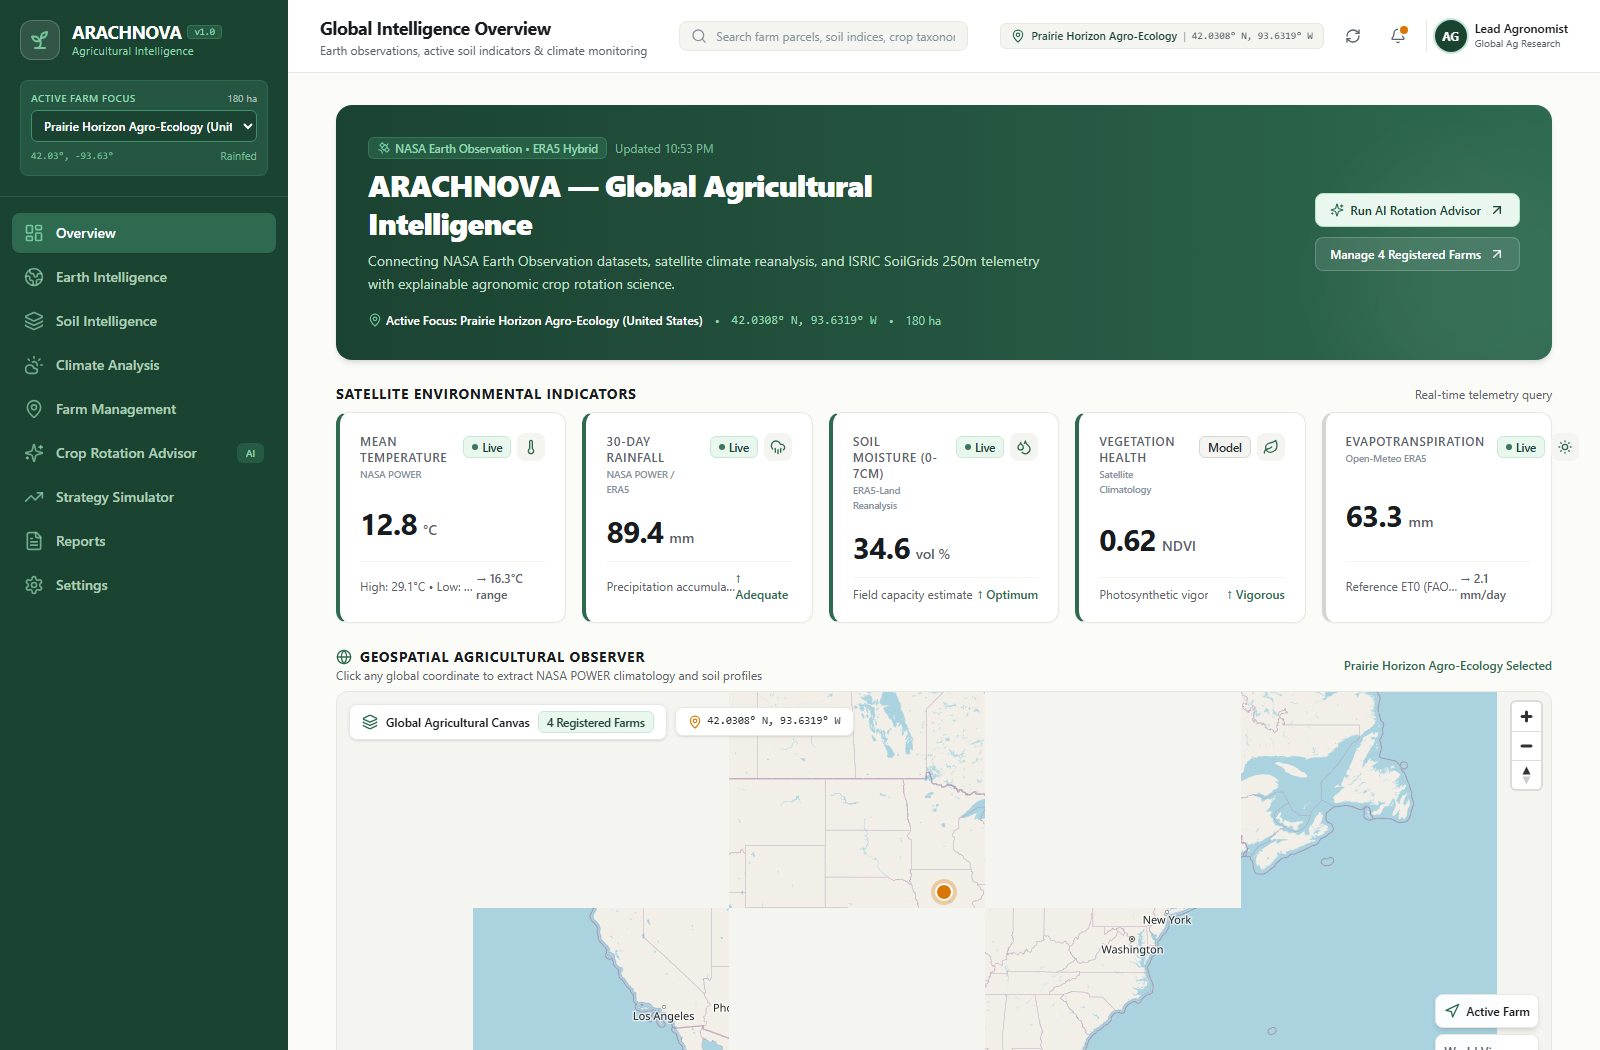 ARACHNOVA v1.0
Agricultural Intelligence
ACTIVE FARM FOCUS 180 ha
Prairie Horizon Agro-Ecology (Unit
42.03°, -93.63° Rainfed
Overview
Earth Intelligence
Soil Intelligence
Climate Analysis
Farm Management
Crop Rotation Advisor AI
Strategy Simulator
Reports
Settings
Global Intelligence Overview
Earth observations, active soil indicators & climate monitoring
Search farm parcels, soil indices, crop taxonor
Prairie Horizon Agro-Ecology | 42.0308° N, 93.6319° W
AG
Lead Agronomist
Global Ag Research
NASA Earth Observation • ERA5 Hybrid Updated 10:53 PM
ARACHNOVA — Global Agricultural
Intelligence
Connecting NASA Earth Observation datasets, satellite climate reanalysis, and ISRIC SoilGrids 250m telemetry
with explainable agronomic crop rotation science.
Active Focus: Prairie Horizon Agro-Ecology (United States) • 42.0308° N, 93.6319° W • 180 ha
Run AI Rotation Advisor
Manage 4 Registered Farms
SATELLITE ENVIRONMENTAL INDICATORS
Real-time telemetry query
MEAN
TEMPERATURE
NASA POWER
Live
12.8 °C
High: 29.1°C • Low: ...
→ 16.3°C
range
30-DAY
RAINFALL
NASA POWER /
ERA5
Live
89.4 mm
Precipitation accumula...
↑
Adequate
SOIL
MOISTURE (0-
7CM)
ERA5-Land
Reanalysis
Live
34.6 vol %
Field capacity estimate ↑ Optimum
VEGETATION
HEALTH
Satellite
Climatology
Model
0.62 NDVI
Photosynthetic vigor ↑ Vigorous
EVAPOTRANSPIRATION
Open-Meteo ERA5
Live
63.3 mm
Reference ET0 (FAO...
→ 2.1
mm/day
GEOSPATIAL AGRICULTURAL OBSERVER
Click any global coordinate to extract NASA POWER climatology and soil profiles
Prairie Horizon Agro-Ecology Selected
Global Agricultural Canvas 4 Registered Farms
42.0308° N, 93.6319° W
New York
Washington
Los Angeles
Pho
Active Farm